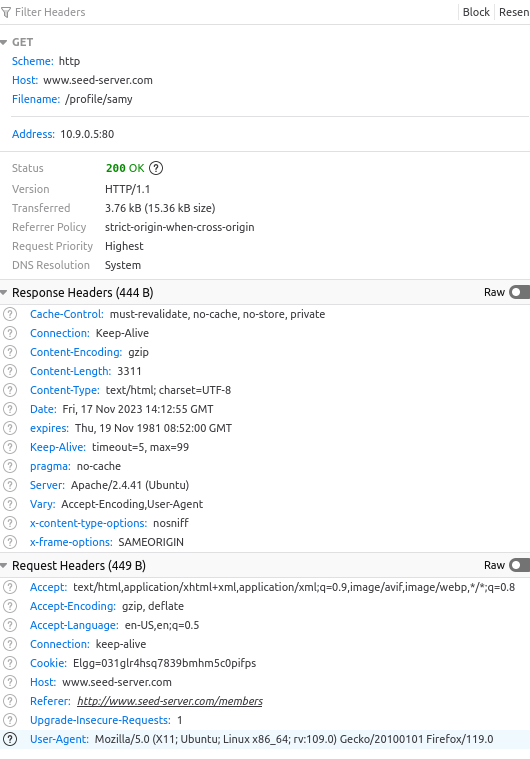 Filter Headers Block Resen
GET
Scheme: http
Host: www.seed-server.com
Filename: /profile/samy
Address: 10.9.0.5:80
Status 200 OK ?
Version HTTP/1.1
Transferred 3.76 kB (15.36 kB size)
Referrer Policy strict-origin-when-cross-origin
Request Priority Highest
DNS Resolution System
Response Headers (444 B) Raw
? Cache-Control: must-revalidate, no-cache, no-store, private
? Connection: Keep-Alive
? Content-Encoding: gzip
? Content-Length: 3311
? Content-Type: text/html; charset=UTF-8
? Date: Fri, 17 Nov 2023 14:12:55 GMT
? expires: Thu, 19 Nov 1981 08:52:00 GMT
? Keep-Alive: timeout=5, max=99
? pragma: no-cache
? Server: Apache/2.4.41 (Ubuntu)
? Vary: Accept-Encoding,User-Agent
? x-content-type-options: nosniff
? x-frame-options: SAMEORIGIN
Request Headers (449 B) Raw
? Accept: text/html,application/xhtml+xml,application/xml;q=0.9,image/avif,image/webp,*/*;q=0.8
? Accept-Encoding: gzip, deflate
? Accept-Language: en-US,en;q=0.5
? Connection: keep-alive
? Cookie: Elgg=031glr4hsq7839bmhm5c0pifps
? Host: www.seed-server.com
? Referer: http://www.seed-server.com/members
? Upgrade-Insecure-Requests: 1
? User-Agent: Mozilla/5.0 (X11; Ubuntu; Linux x86_64; rv:109.0) Gecko/20100101 Firefox/119.0